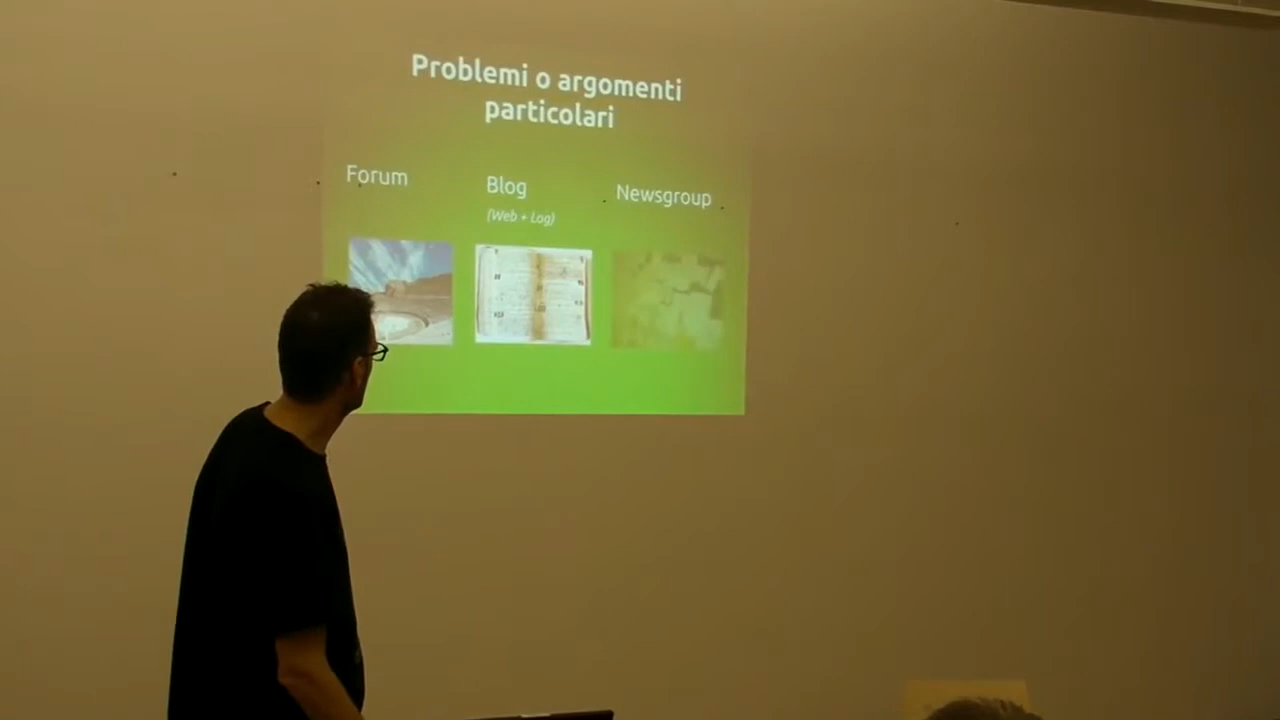 Problemi o argomenti
particolari
Forum
Blog
(Web + Log)
Newsgroup